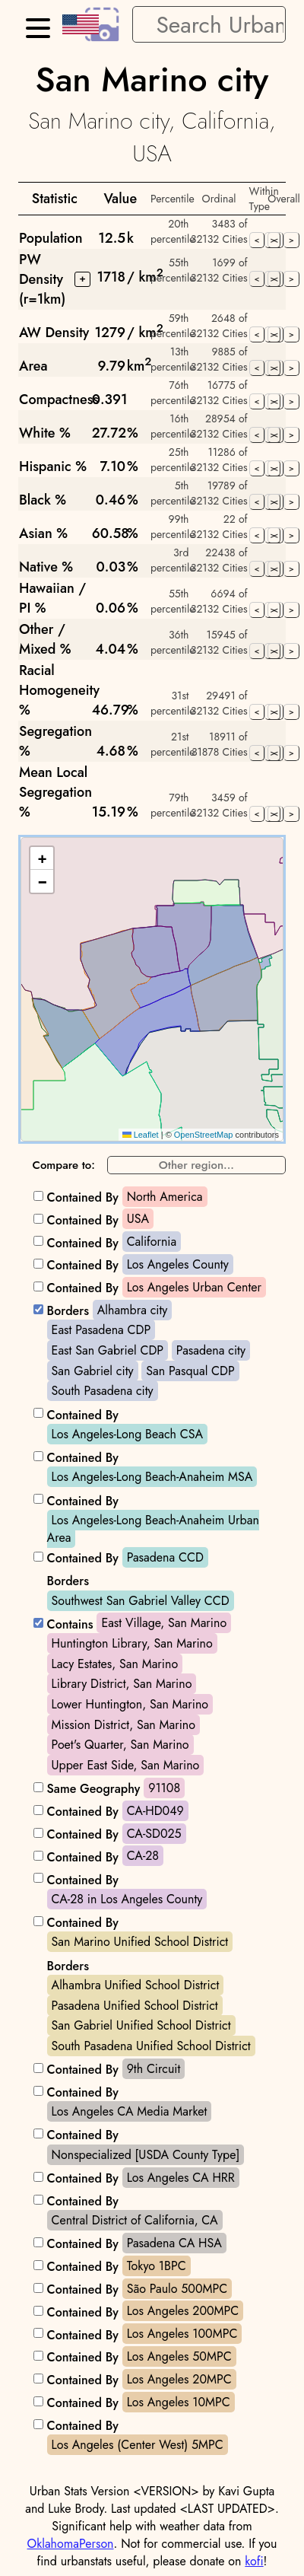 Search Urban
San Marino city
San Marino city, California,
USA
Statistic Value Percentile Ordinal Within Type Overall
Population 12.5k 20th percentile 3483 of 32132 Cities < >< >
PW Density (r=1km) + 1718 / km2 55th percentile 1699 of 32132 Cities < >< >
AW Density 1279 / km2 59th percentile 2648 of 32132 Cities < >< >
Area 9.79 km2 13th percentile 9885 of 32132 Cities < >< >
Compactness 0.391 76th percentile 16775 of 32132 Cities < >< >
White % 27.72% 16th percentile 28954 of 32132 Cities < >< >
Hispanic % 7.10% 25th percentile 11286 of 32132 Cities < >< >
Black % 0.46% 5th percentile 19789 of 32132 Cities < >< >
Asian % 60.58% 99th percentile 22 of 32132 Cities < >< >
Native % 0.03% 3rd percentile 22438 of 32132 Cities < >< >
Hawaiian / PI % 0.06% 55th percentile 6694 of 32132 Cities < >< >
Other / Mixed % 4.04% 36th percentile 15945 of 32132 Cities < >< >
Racial Homogeneity % 46.79% 31st percentile 29491 of 32132 Cities < >< >
Segregation % 4.68% 21st percentile 18911 of 31878 Cities < >< >
Mean Local Segregation % 15.19% 79th percentile 3459 of 32132 Cities < >< >
+
−
Leaflet | © OpenStreetMap contributors
Compare to: Other region...
Contained By North America
Contained By USA
Contained By California
Contained By Los Angeles County
Contained By Los Angeles Urban Center
Borders Alhambra city
East Pasadena CDP
East San Gabriel CDP Pasadena city
San Gabriel city San Pasqual CDP
South Pasadena city
Contained By
Los Angeles-Long Beach CSA
Contained By
Los Angeles-Long Beach-Anaheim MSA
Contained By
Los Angeles-Long Beach-Anaheim Urban
Area
Contained By Pasadena CCD
Borders
Southwest San Gabriel Valley CCD
Contains East Village, San Marino
Huntington Library, San Marino
Lacy Estates, San Marino
Library District, San Marino
Lower Huntington, San Marino
Mission District, San Marino
Poet's Quarter, San Marino
Upper East Side, San Marino
Same Geography 91108
Contained By CA-HD049
Contained By CA-SD025
Contained By CA-28
Contained By
CA-28 in Los Angeles County
Contained By
San Marino Unified School District
Borders
Alhambra Unified School District
Pasadena Unified School District
San Gabriel Unified School District
South Pasadena Unified School District
Contained By 9th Circuit
Contained By
Los Angeles CA Media Market
Contained By
Nonspecialized [USDA County Type]
Contained By Los Angeles CA HRR
Contained By
Central District of California, CA
Contained By Pasadena CA HSA
Contained By Tokyo 1BPC
Contained By São Paulo 500MPC
Contained By Los Angeles 200MPC
Contained By Los Angeles 100MPC
Contained By Los Angeles 50MPC
Contained By Los Angeles 20MPC
Contained By Los Angeles 10MPC
Contained By
Los Angeles (Center West) 5MPC
Urban Stats Version <VERSION> by Kavi Gupta
and Luke Brody. Last updated <LAST UPDATED>.
Significant help with weather data from
OklahomaPerson. Not for commercial use. If you
find urbanstats useful, please donate on kofi!